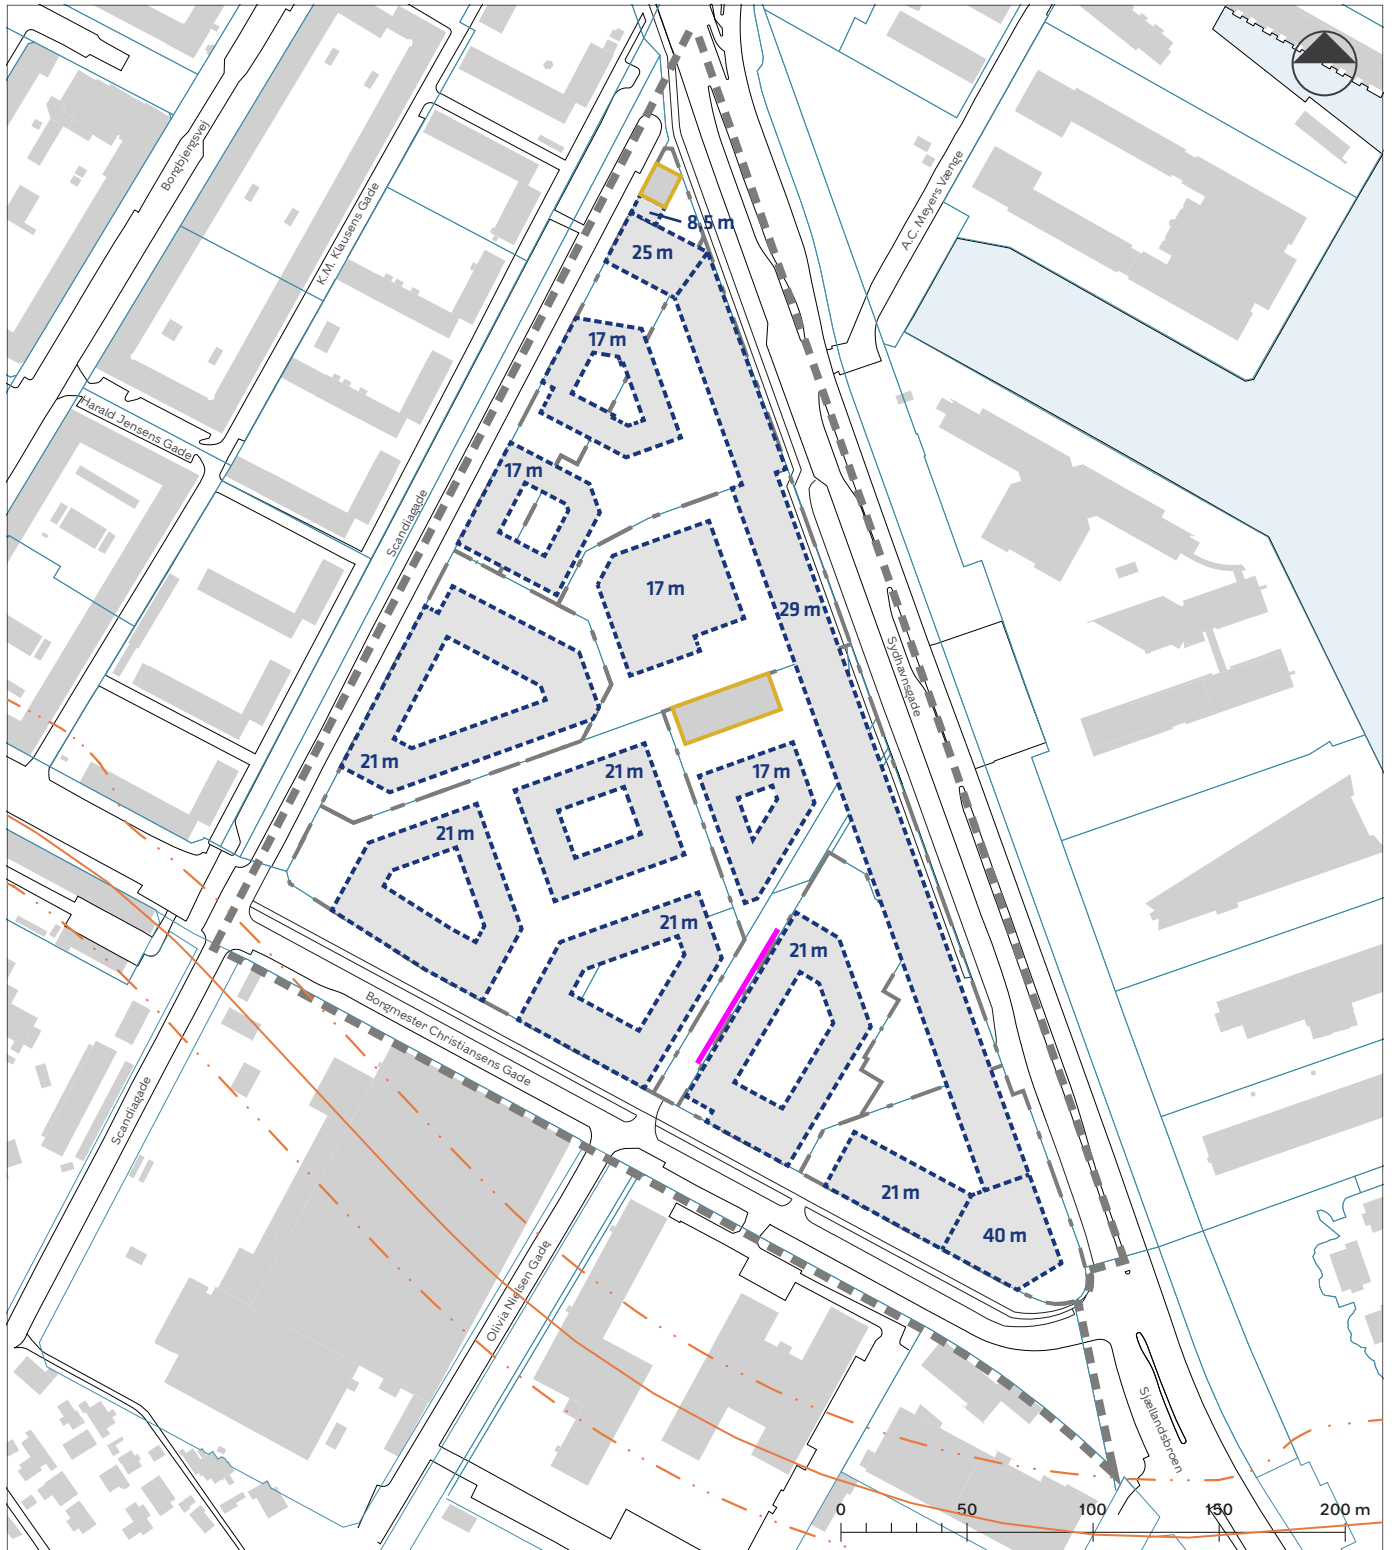 Borgbjergsvej
K.M. Klausens Gade
A.C. Meyers Vænge
8,5 m
25 m
17 m
Harald Jensens Gade
17 m
Scandiagade
17 m
29 m
Sydhavnsgade
21 m
21 m
17 m
21 m
21 m
21 m
Borgmester Christiansens Gade
Scandiagade
21 m
40 m
Olivia Nielsen Gade
Sjællandsbroen
0 50 100 150 200 m